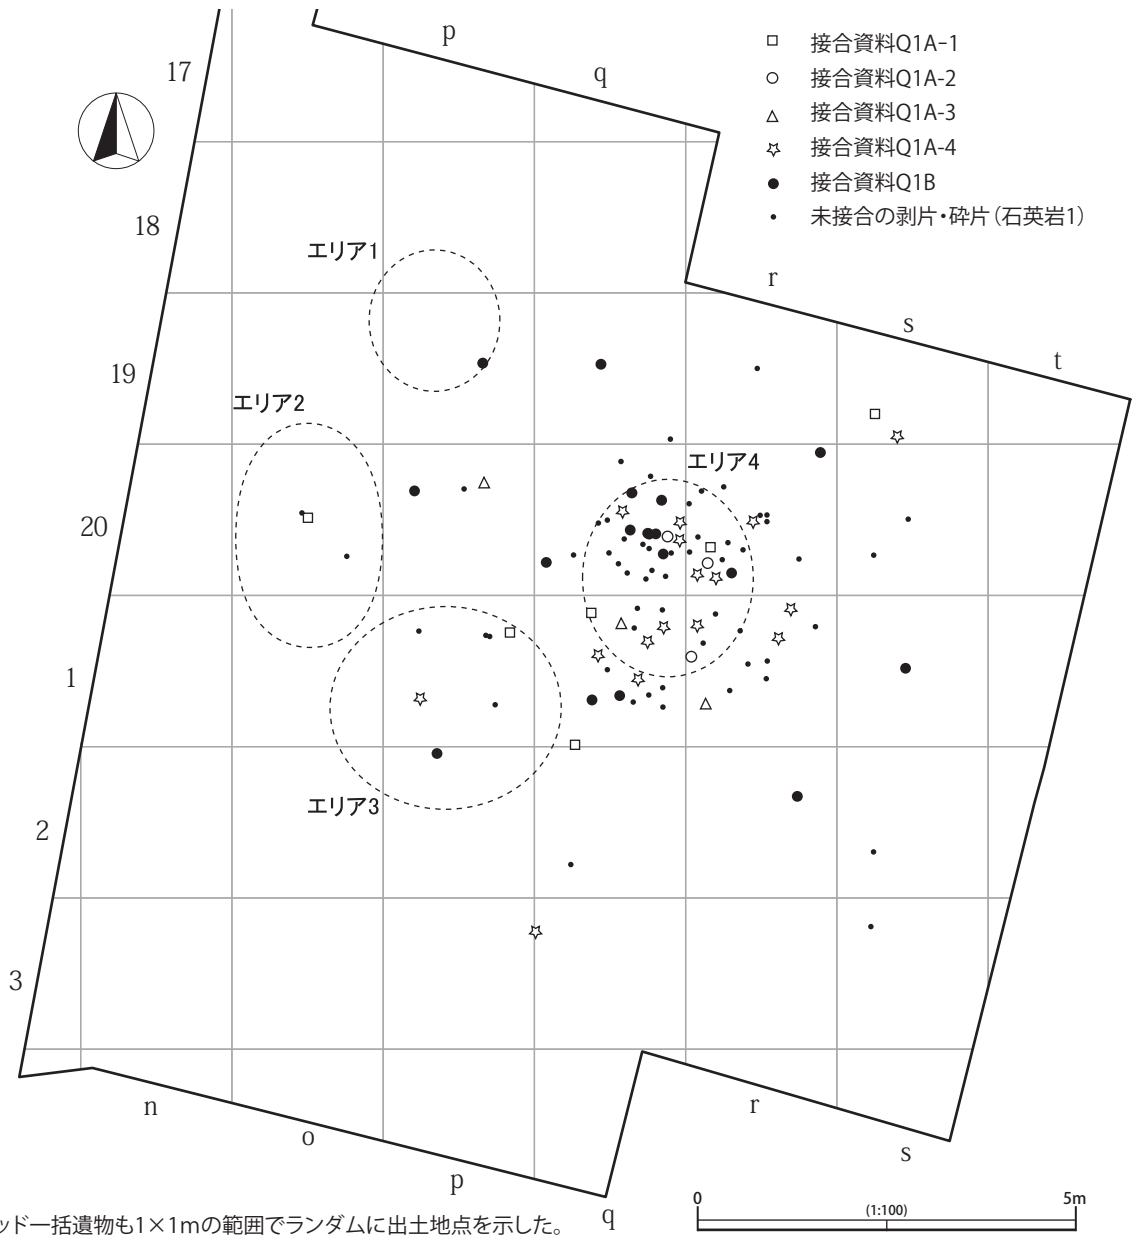 p
q
17
18
19
20
1
2
3
接合資料Q1A-1
接合資料Q1A-2
接合資料Q1A-3
接合資料Q1A-4
接合資料Q1B
未接合の剥片・砕片（石英岩1）
r
s
t
エリア1
エリア2
エリア4
エリア3
n
o
p
q
r
s
0
5m
(1:100)
ッド一括遺物も1×1mの範囲でランダムに出土地点を示した。